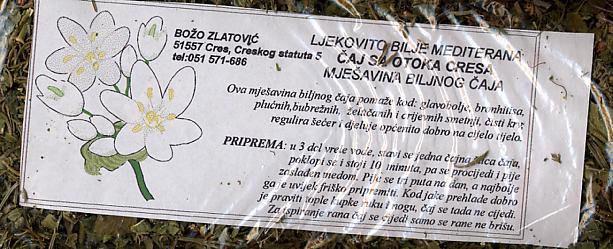 BOŽO ZLATOVIĆ
51557 Cres, Creskog statuta 5
tel:051 571-686
LJEKOVITO BILJE MEDITERANA
ČAJ SA OTOKA CRESA
MJEŠAVINA BILJNOG ČAJA
Ova mješavina biljnog čaja pomaže kod: glavobolje, bronhitisa,
plućnih,bubrežnih, želučanih i crijevnih smetnji, čisti krv
regulira šećer i djeluje općenito dobro na cijelo tijelo.
PRIPREMA: u 3 dcl vrele vode, stavi se jedna čajna žlica čaja,
poklopi se i stoji 10 minuta, pa se procijedi i pije
zaslađen medom. Pije se tri puta na dan, a najbolje
ga je uvijek friško pripremiti. Kod jake prehlade dobro
je praviti tople kupke ruku i nogu, čaj se tada ne cijedi.
Za ispiranje rana čaj se cijedi samo se rane ne brišu.